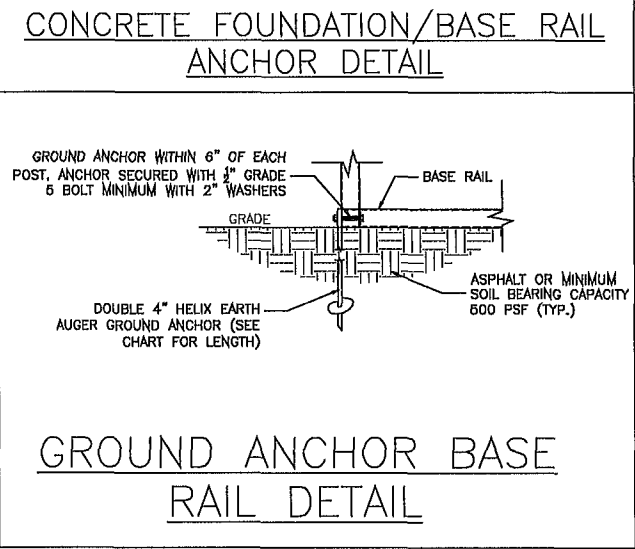 CONCRETE FOUNDATION/BASE RAIL
ANCHOR DETAIL
GROUND ANCHOR WITHIN 6" OF EACH
POST, ANCHOR SECURED WITH ½" GRADE
5 BOLT MINIMUM WITH 2" WASHERS
BASE RAIL
GRADE
ASPHALT OR MINIMUM
SOIL BEARING CAPACITY
500 PSF (TYP.)
DOUBLE 4" HELIX EARTH
AUGER GROUND ANCHOR (SEE
CHART FOR LENGTH)
GROUND ANCHOR BASE
RAIL DETAIL